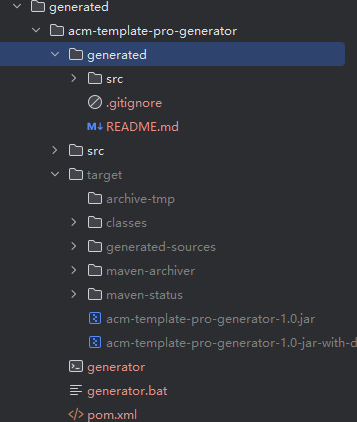 generated
acm-template-pro-generator
generated
src
.gitignore
README.md
src
target
archive-tmp
classes
generated-sources
maven-archiver
maven-status
acm-template-pro-generator-1.0.jar
acm-template-pro-generator-1.0-jar-with-d
generator
generator.bat
pom.xml